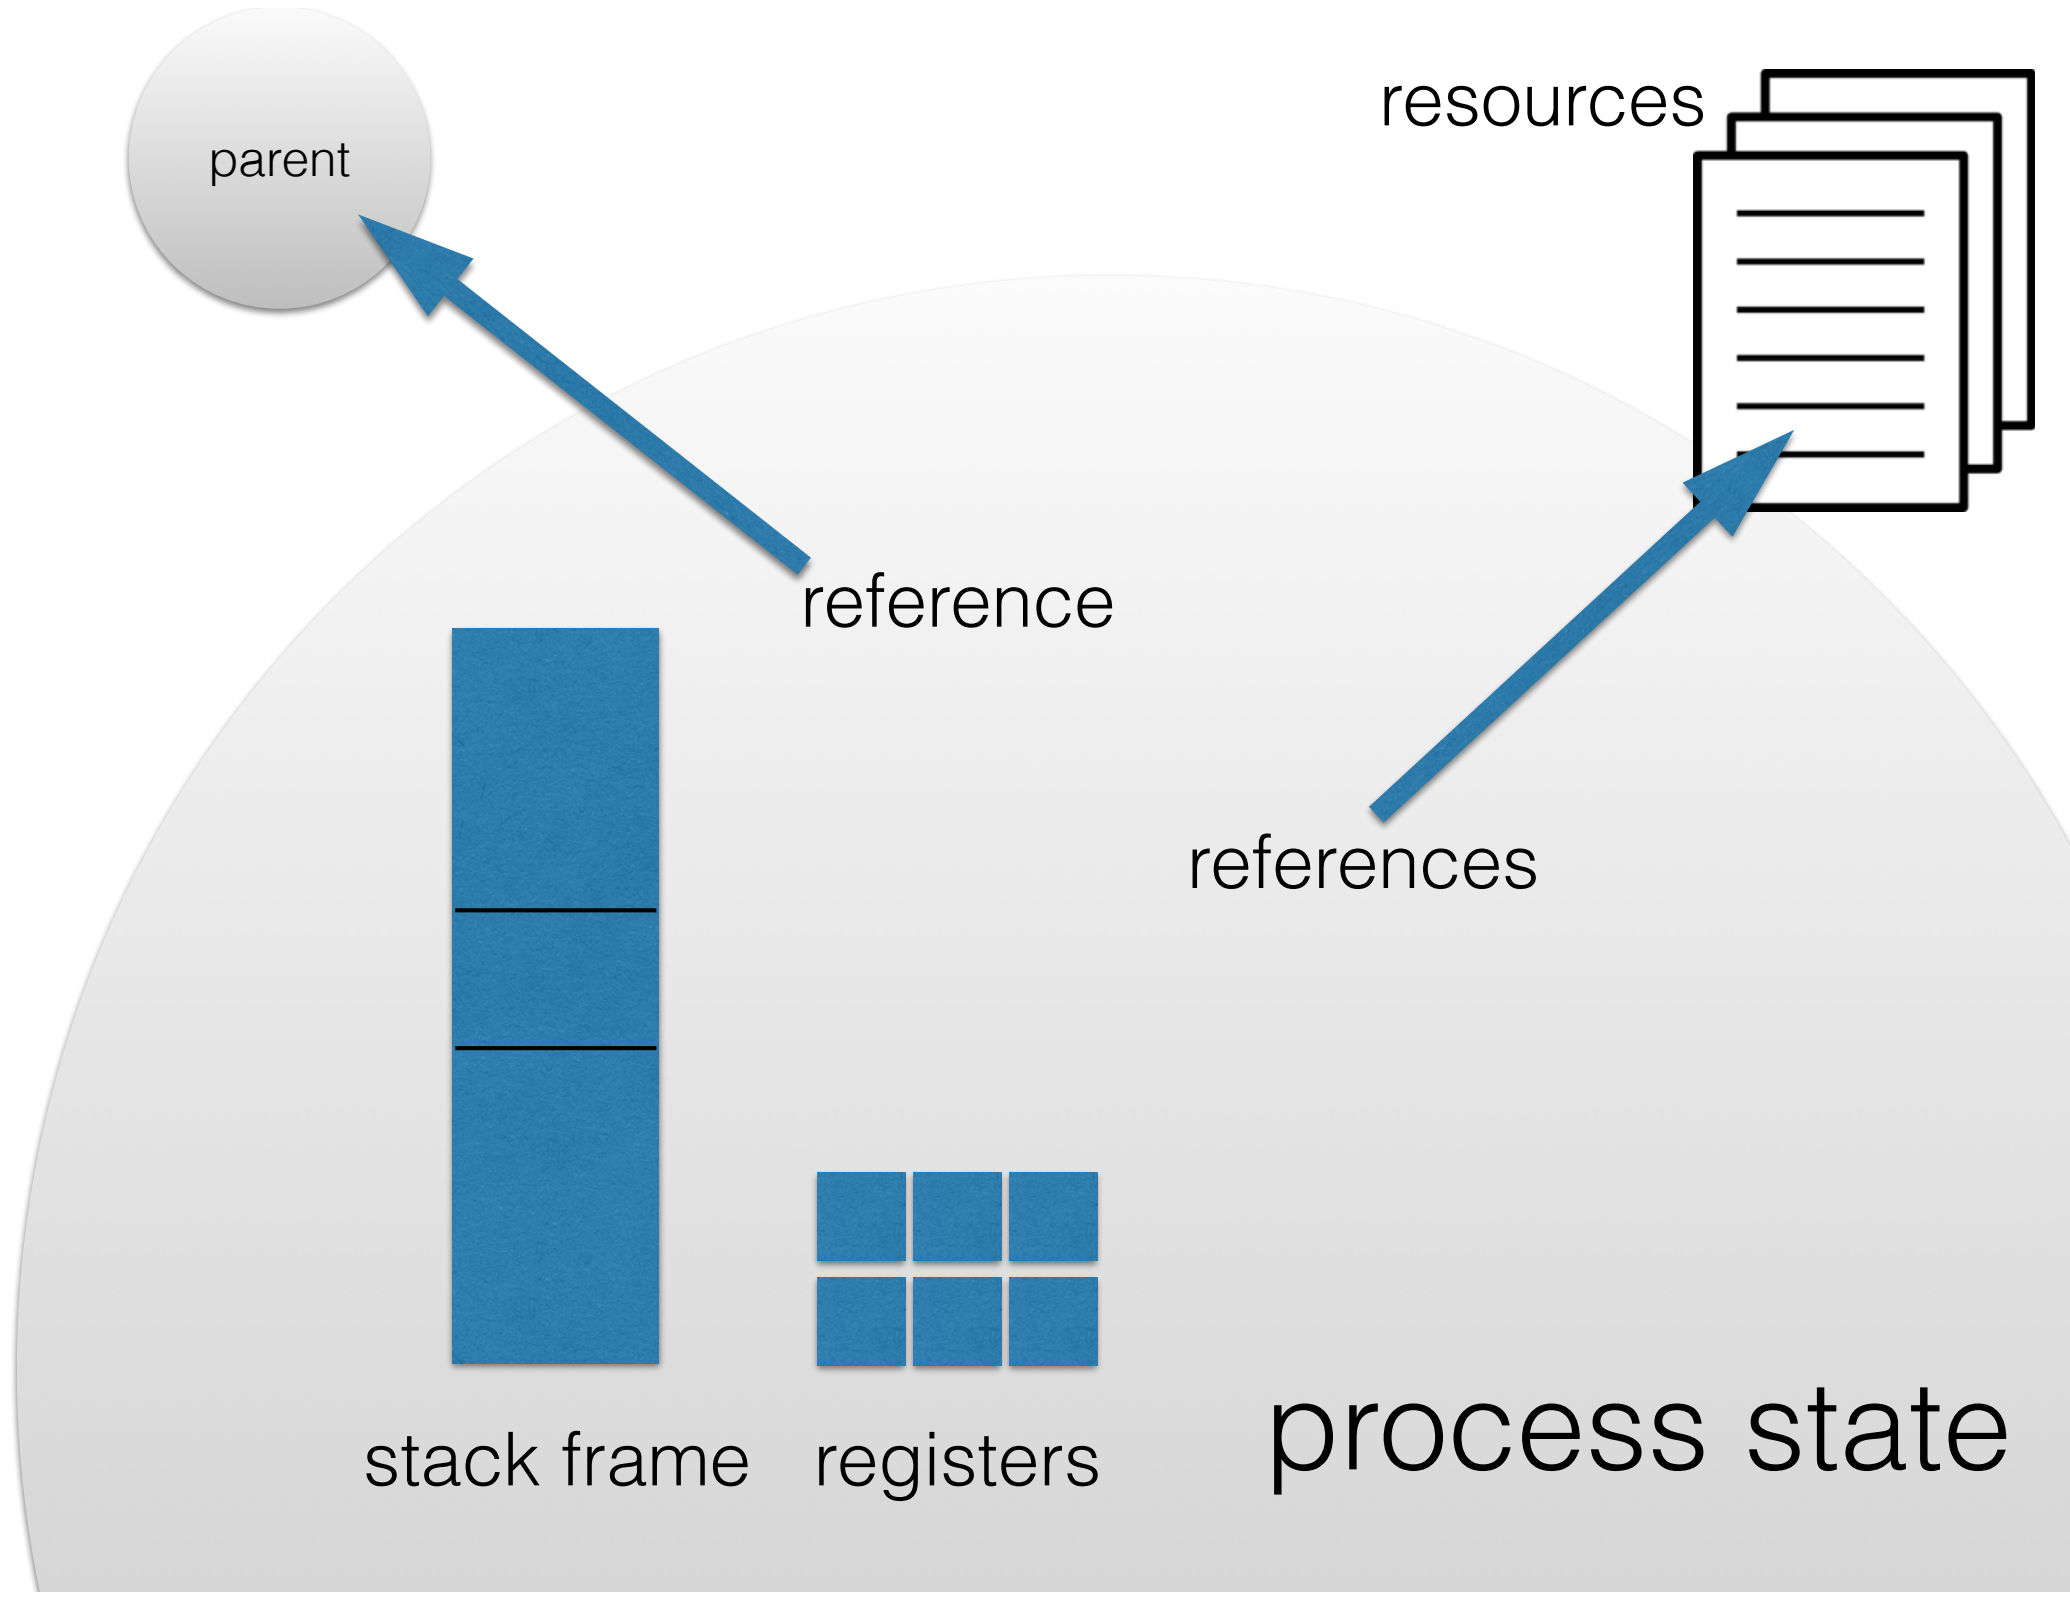 resources
parent
reference
references
stack frame
registers
process state